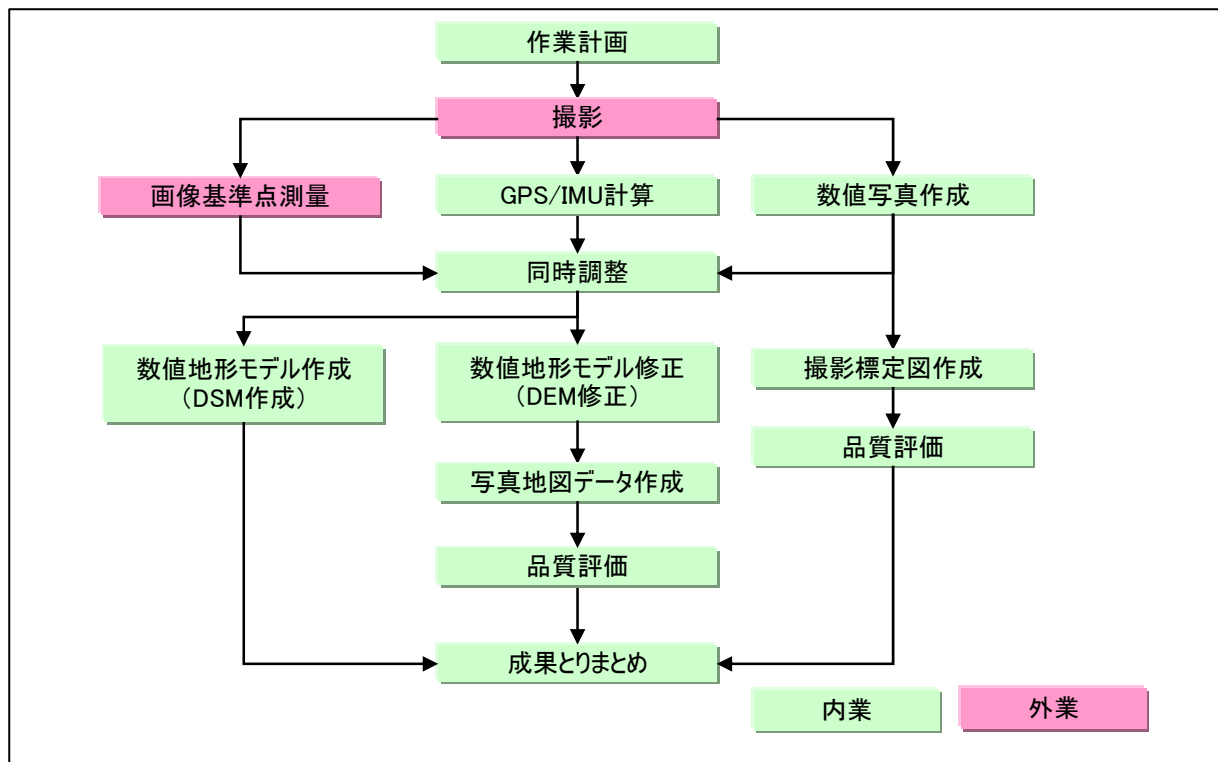 作業計画
撮影
画像基準点測量
GPS/IMU計算
数値写真作成
同時調整
数値地形モデル作成
（DSM作成）
数値地形モデル修正
（DEM修正）
撮影標定図作成
品質評価
写真地図データ作成
品質評価
成果とりまとめ
内業
外業